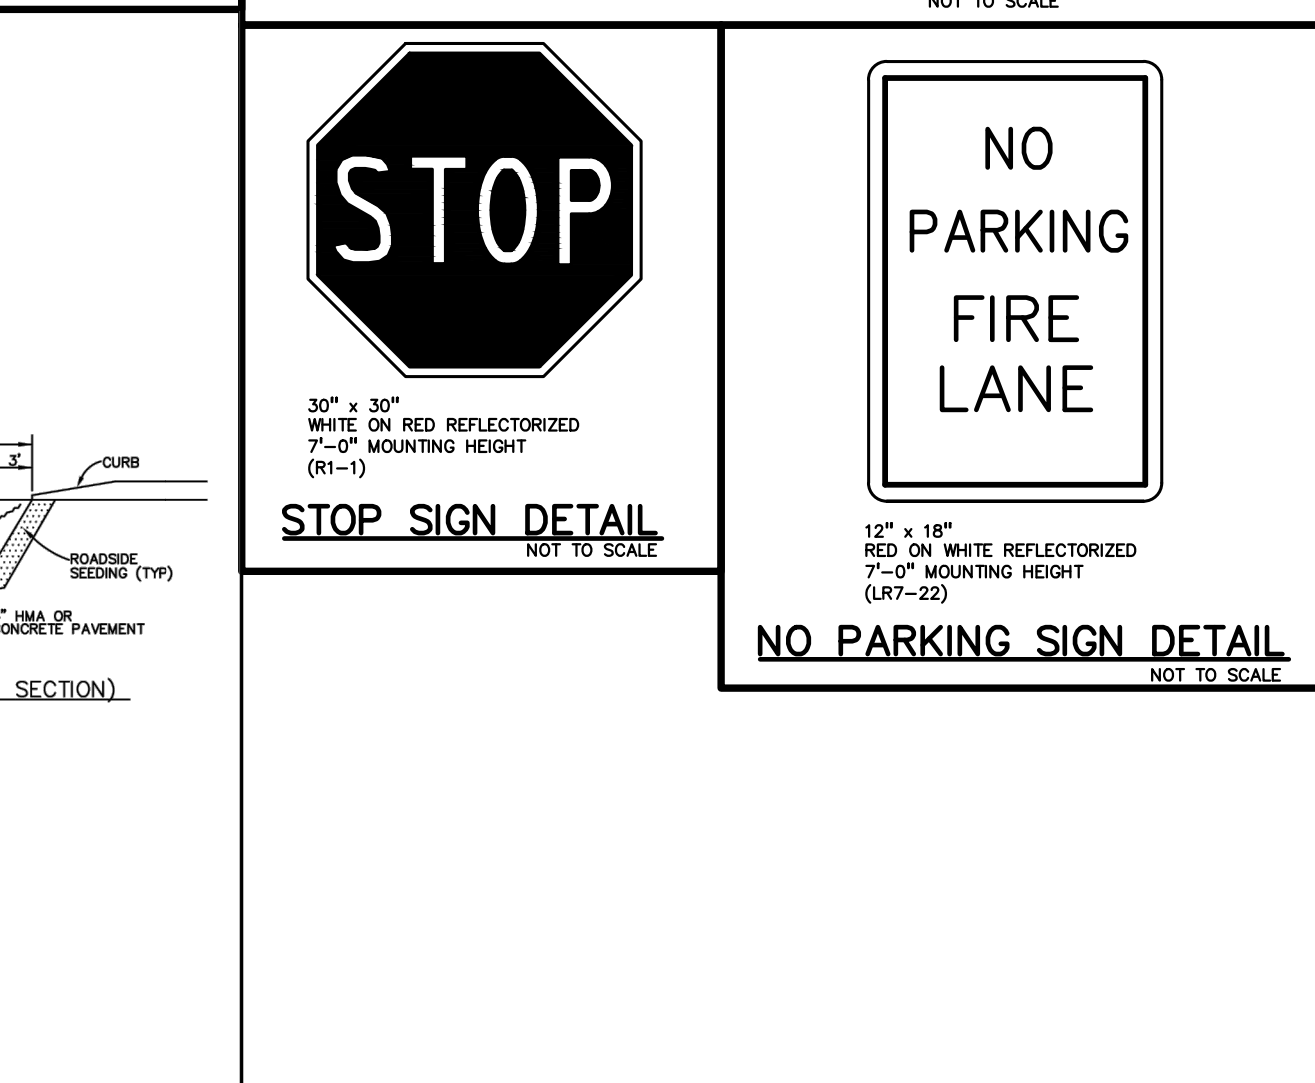 NOT TO SCALE
STOP
30" x 30"
WHITE ON RED REFLECTORIZED
7'-0" MOUNTING HEIGHT
(R1-1)
STOP SIGN DETAIL
NOT TO SCALE
NO
PARKING
FIRE
LANE
12" x 18"
RED ON WHITE REFLECTORIZED
7'-0" MOUNTING HEIGHT
(LR7-22)
NO PARKING SIGN DETAIL
NOT TO SCALE
3'
CURB
ROADSIDE
SEEDING (TYP)
" HMA OR
ONCRETE PAVEMENT
SECTION)